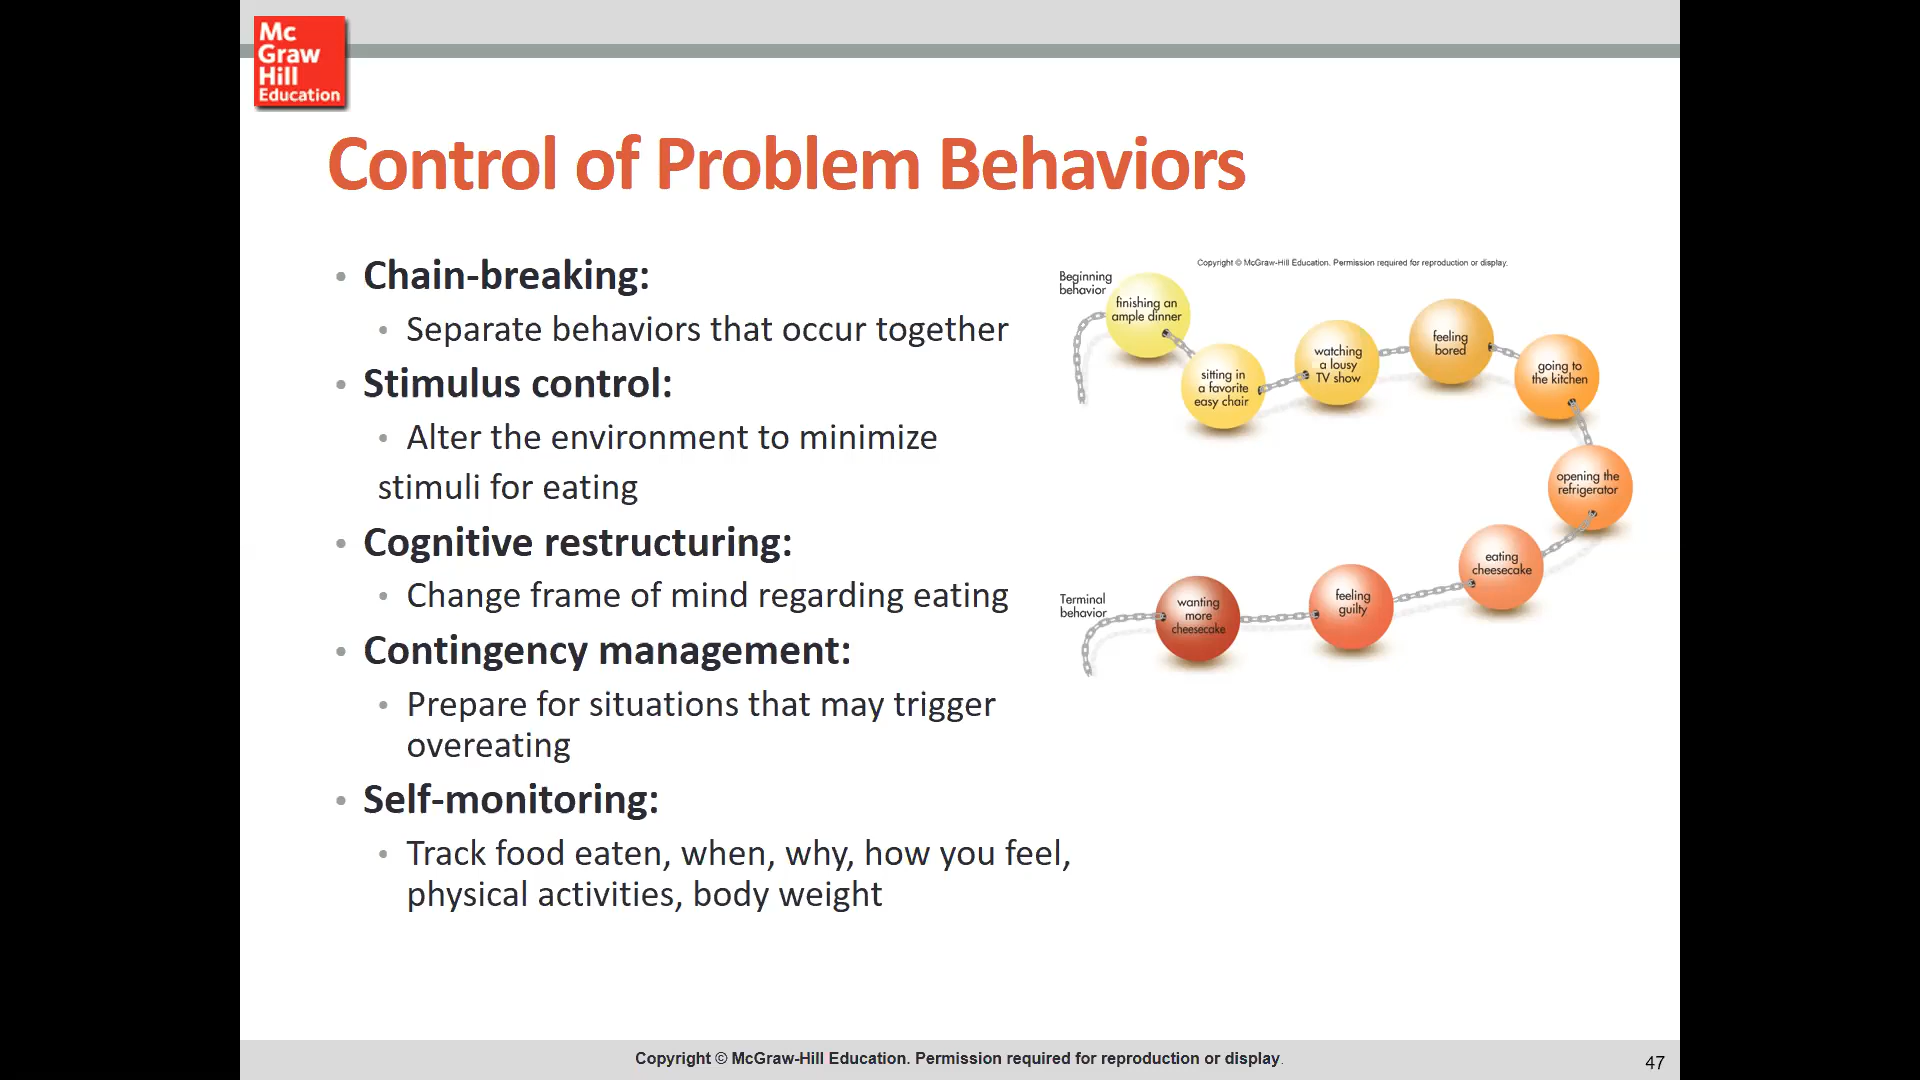 Mc
Graw
Hill
Education
Control of Problem Behaviors
• Chain-breaking:
• Separate behaviors that occur together
• Stimulus control:
• Alter the environment to minimize
stimuli for eating
• Cognitive restructuring:
• Change frame of mind regarding eating
• Contingency management:
• Prepare for situations that may trigger
overeating
• Self-monitoring:
• Track food eaten, when, why, how you feel,
physical activities, body weight
Copyright © McGraw-Hill Education. Permission required for reproduction or display.
Beginning
behavior
finishing an
ample dinner
sitting in
a favorite
easy chair
watching
a lousy
TV show
feeling
bored
going to
the kitchen
opening the
refrigerator
eating
cheesecake
feeling
guilty
wanting
more
cheesecake
Terminal
behavior
Copyright © McGraw-Hill Education. Permission required for reproduction or display.
47